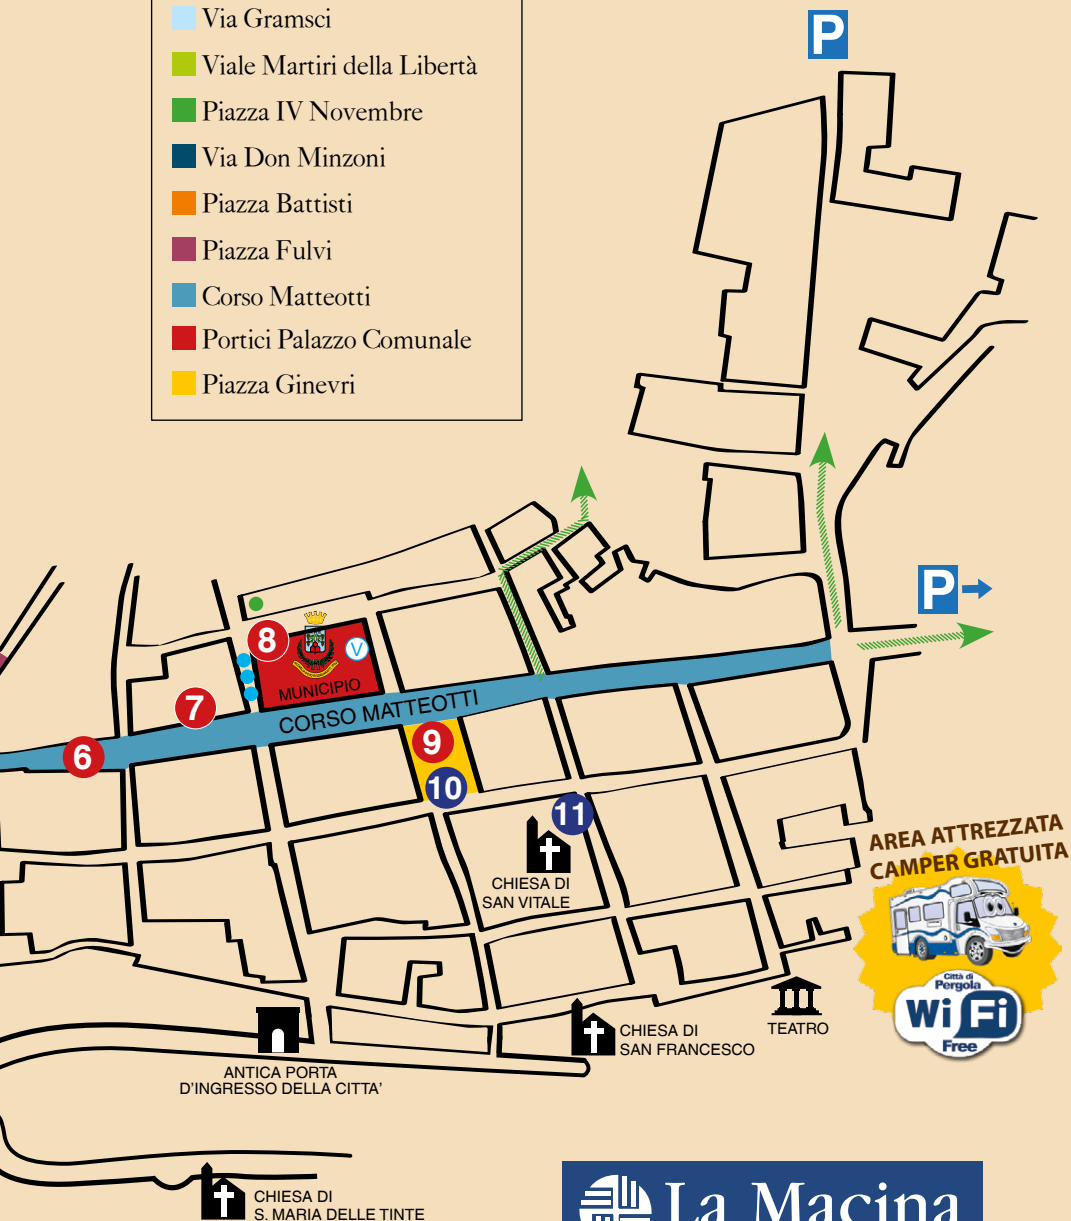 Via Gramsci
Viale Martiri della Libertà
Piazza IV Novembre
Via Don Minzoni
Piazza Battisti
Piazza Fulvi
Corso Matteotti
Portici Palazzo Comunale
Piazza Ginevri
P
P
8
V
MUNICIPIO
7
CORSO MATTEOTTI
6
9
10
11
CHIESA DI
SAN VITALE
AREA ATTREZZATA
CAMPER GRATUITA
Città di
Pergola
Wi Fi
Free
TEATRO
CHIESA DI
SAN FRANCESCO
ANTICA PORTA
D'INGRESSO DELLA CITTA'
CHIESA DI
S. MARIA DELLE TINTE
La Macina